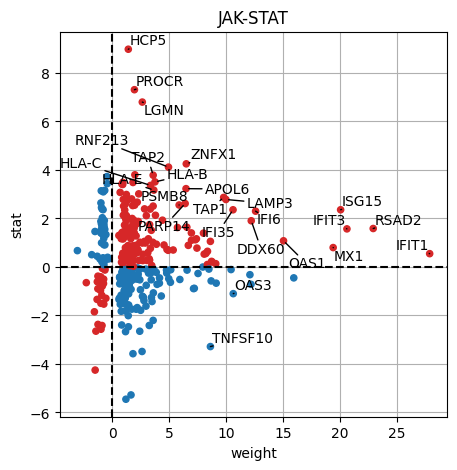 JAK-STAT
HCP5
PROCR
LGMN
RNF213
TAP2
ZNFX1
HLA-C
HLA-E
HLA-B
PSMB8
APOL6
TAP1
LAMP3
ISG15
PARP14
IFI35
IFI6
IFIT3
RSAD2
DDX60
OAS1
MX1
IFIT1
OAS3
TNFSF10
8
6
4
2
0
−2
−4
−6
stat
0
5
10
15
20
25
weight